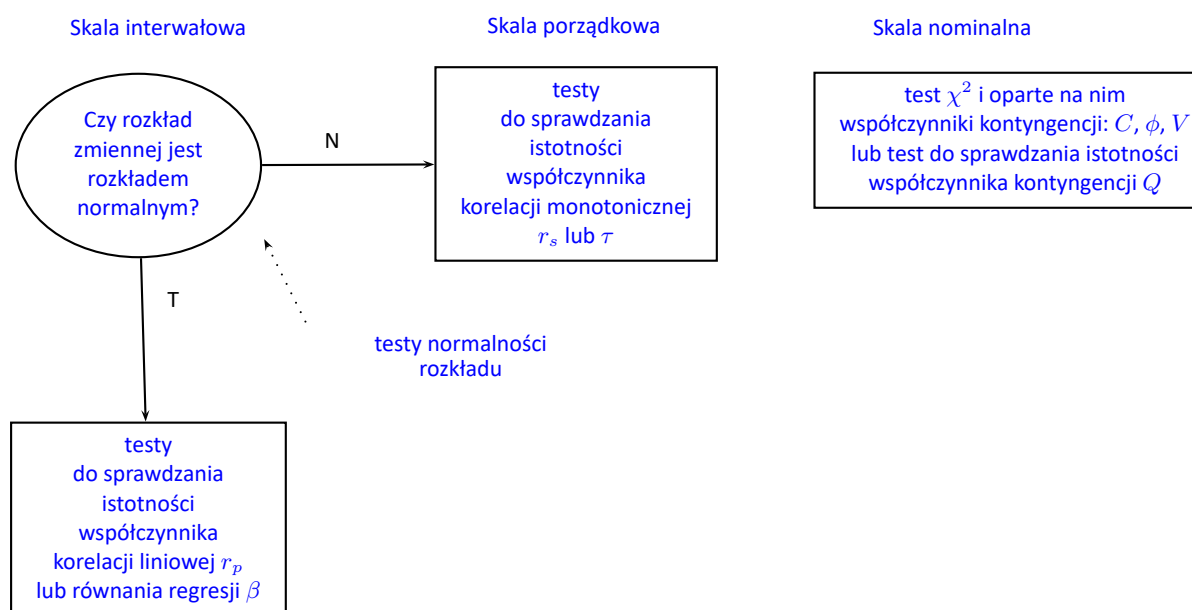 Skala interwałowa
Skala porządkowa
Skala nominalna
Czy rozkład
zmiennej jest
rozkładem
normalnym?
N
testy
do sprawdzania
istotności
współczynnika
korelacji monotonicznej
r_s lub τ
test χ² i oparte na nim
współczynniki kontyngencji: C, ϕ, V
lub test do sprawdzania istotności
współczynnika kontyngencji Q
T
testy normalności
rozkładu
testy
do sprawdzania
istotności
współczynnika
korelacji liniowej r_p
lub równania regresji β